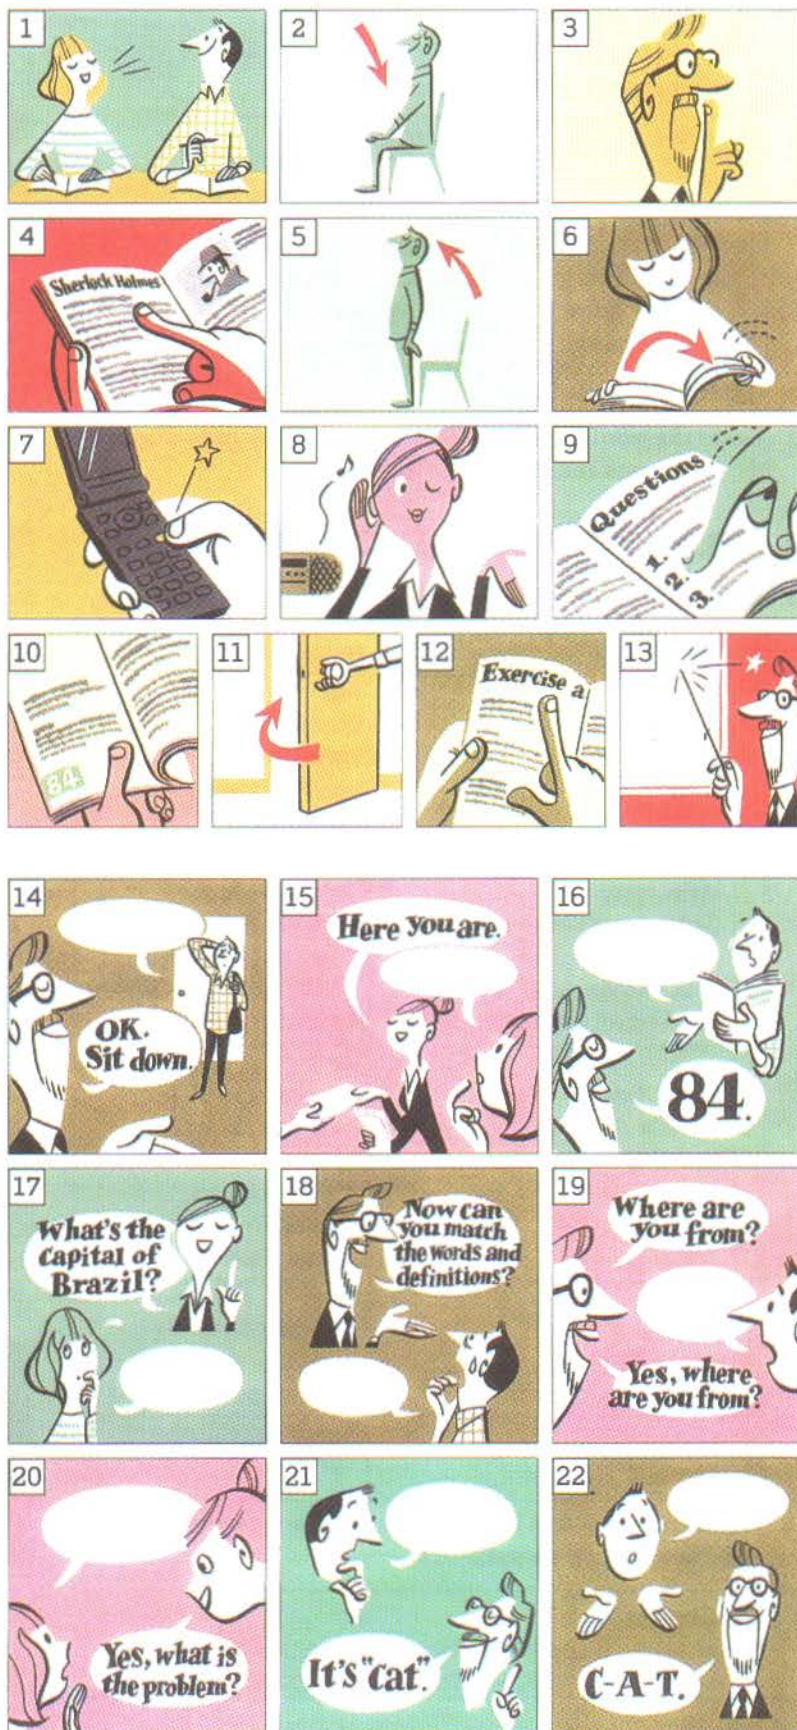 1
2
3
4
Sherlock Holmes
5
6
7
8
9
Questions
1.
2.
3.
10
84
11
12
Exercise a
13
14
OK.
Sit down.
15
Here you are.
16
84.
17
What's the
capital of
Brazil?
18
Now can
you match
the words and
definitions?
19
Where are
you from?
Yes, where
are you from?
20
Yes, what is
the problem?
21
It's "cat".
22
C-A-T.